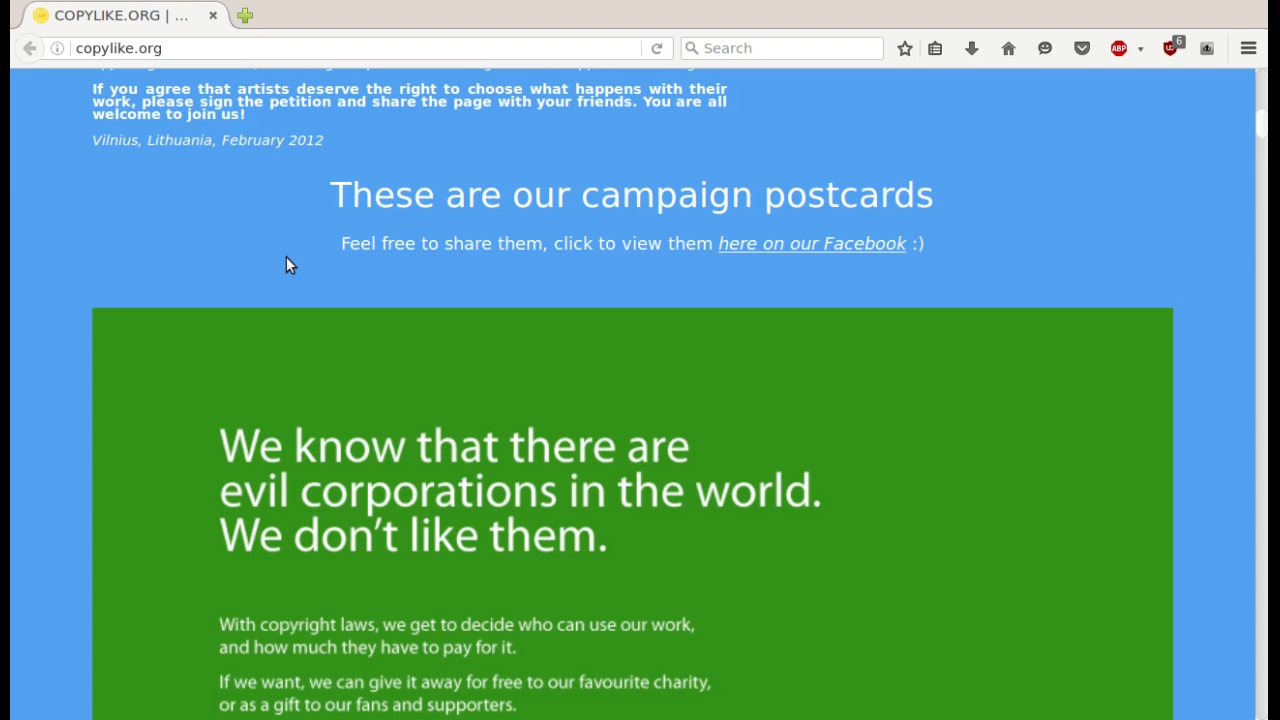 COPYLIKE.ORG | ...
copylike.org
Search
ABP
6
If you agree that artists deserve the right to choose what happens with their
work, please sign the petition and share the page with your friends. You are all
welcome to join us!
Vilnius, Lithuania, February 2012
These are our campaign postcards
Feel free to share them, click to view them here on our Facebook :)
We know that there are
evil corporations in the world.
We don't like them.
With copyright laws, we get to decide who can use our work,
and how much they have to pay for it.
If we want, we can give it away for free to our favourite charity,
or as a gift to our fans and supporters.